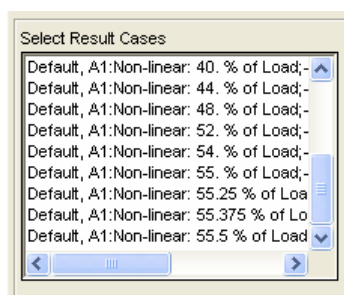 Select Result Cases
Default, A1:Non-linear: 40. % of Load;-
Default, A1:Non-linear: 44. % of Load;-
Default, A1:Non-linear: 48. % of Load;-
Default, A1:Non-linear: 52. % of Load;-
Default, A1:Non-linear: 54. % of Load;-
Default, A1:Non-linear: 55. % of Load;-
Default, A1:Non-linear: 55.25 % of Loa
Default, A1:Non-linear: 55.375 % of Lo
Default, A1:Non-linear: 55.5 % of Load